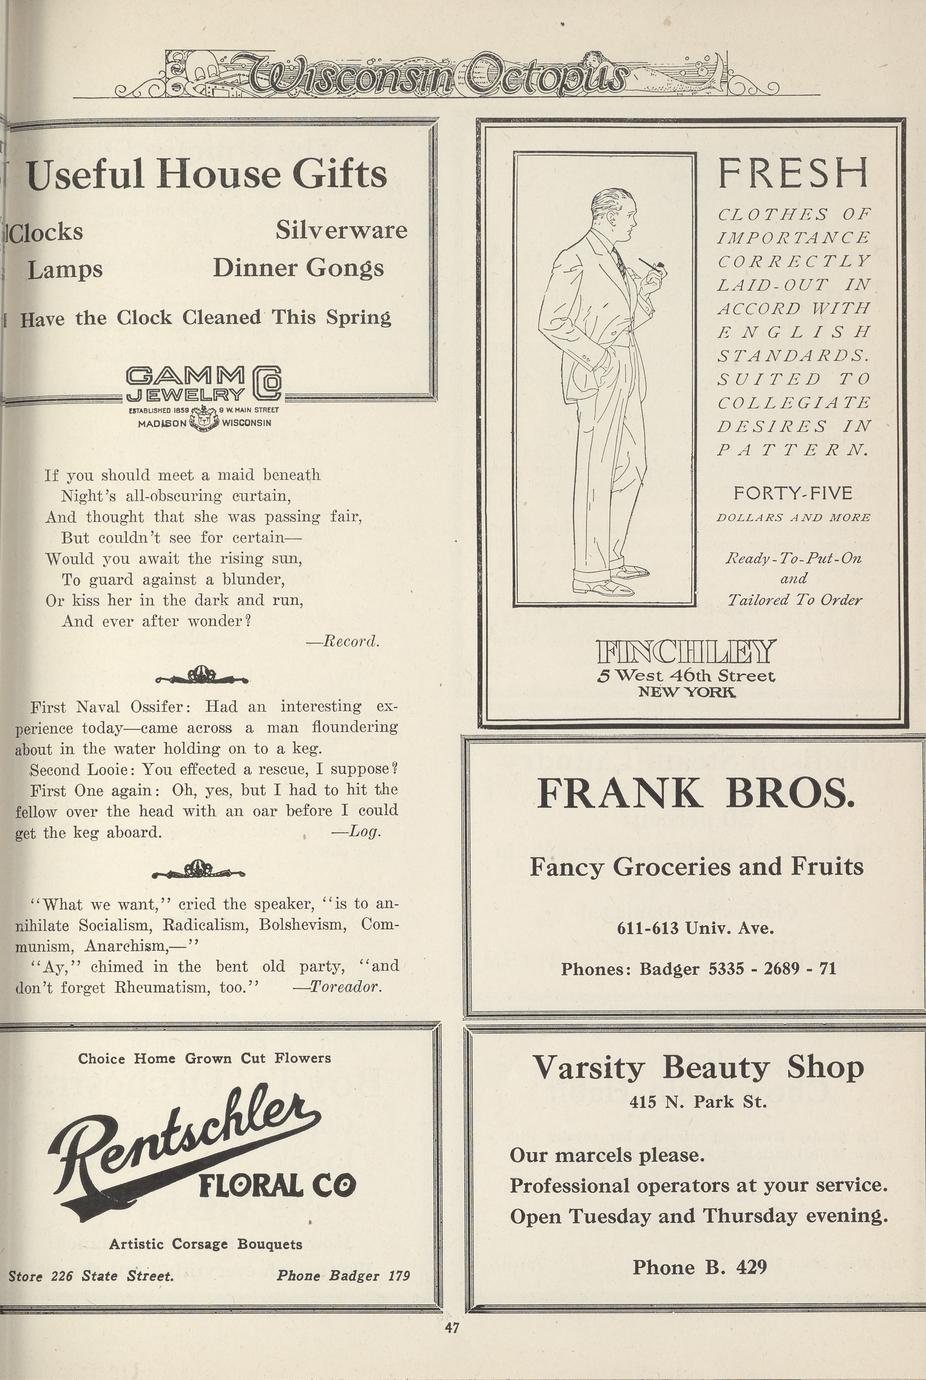 Wisconsin Octopus
Useful House Gifts
Clocks Silverware
Lamps Dinner Gongs
Have the Clock Cleaned This Spring
GAMM
JEWELRY CO
ESTABLISHED 1859 9 W. MAIN STREET
MADISON WISCONSIN
If you should meet a maid beneath
Night's all-obscuring curtain,
And thought that she was passing fair,
But couldn't see for certain—
Would you await the rising sun,
To guard against a blunder,
Or kiss her in the dark and run,
And ever after wonder?
—Record.
First Naval Ossifer: Had an interesting ex-
perience today—came across a man floundering
about in the water holding on to a keg.
Second Looie: You effected a rescue, I suppose?
First One again: Oh, yes, but I had to hit the
fellow over the head with an oar before I could
get the keg aboard. —Log.
"What we want," cried the speaker, "is to an-
nihilate Socialism, Radicalism, Bolshevism, Com-
munism, Anarchism,—"
"Ay," chimed in the bent old party, "and
don't forget Rheumatism, too." —Toreador.
Choice Home Grown Cut Flowers
Rentschler
FLORAL CO
Artistic Corsage Bouquets
Store 226 State Street. Phone Badger 179
FRESH
CLOTHES OF
IMPORTANCE
CORRECTLY
LAID-OUT IN
ACCORD WITH
ENGLISH
STANDARDS.
SUITED TO
COLLEGIATE
DESIRES IN
PATTERN.
FORTY-FIVE
DOLLARS AND MORE
Ready-To-Put-On
and
Tailored To Order
FINCHLEY
5 West 46th Street
NEW YORK
FRANK BROS.
Fancy Groceries and Fruits
611-613 Univ. Ave.
Phones: Badger 5335 - 2689 - 71
Varsity Beauty Shop
415 N. Park St.
Our marcels please.
Professional operators at your service.
Open Tuesday and Thursday evening.
Phone B. 429
47